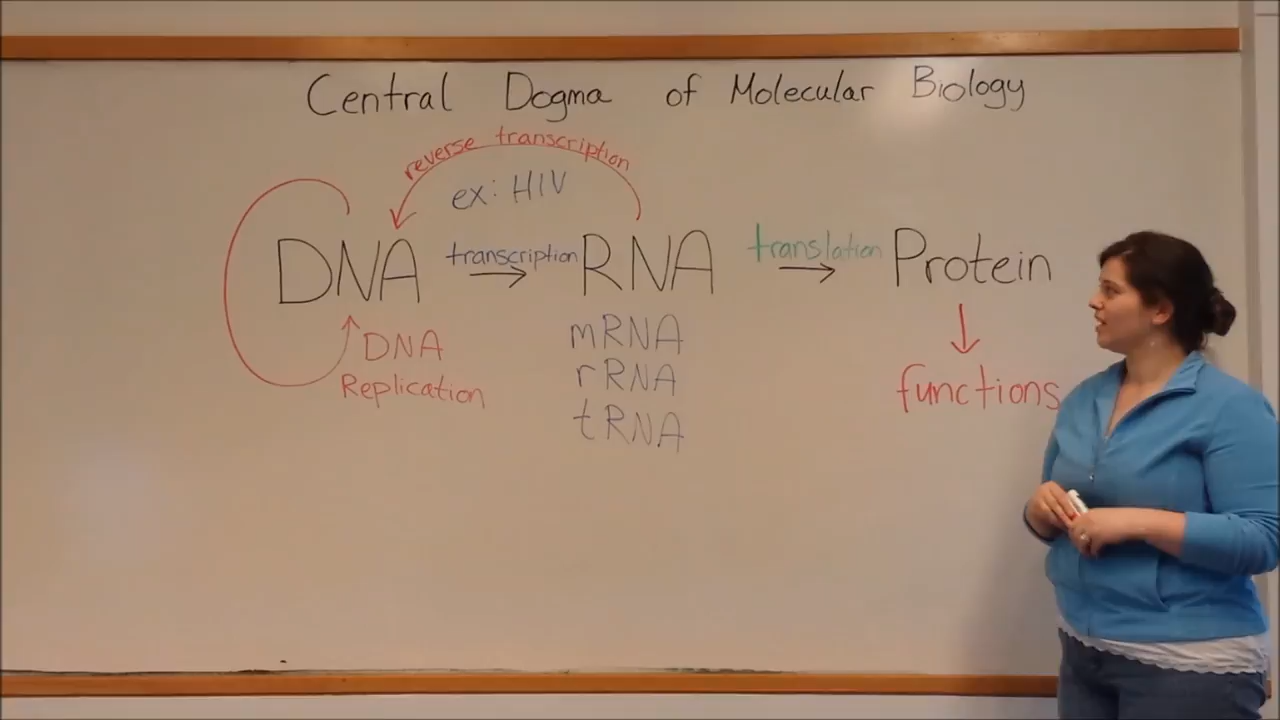 Central Dogma of Molecular Biology
reverse transcription
ex: HIV
DNA transcription RNA translation Protein
DNA
Replication
mRNA
rRNA
tRNA
functions